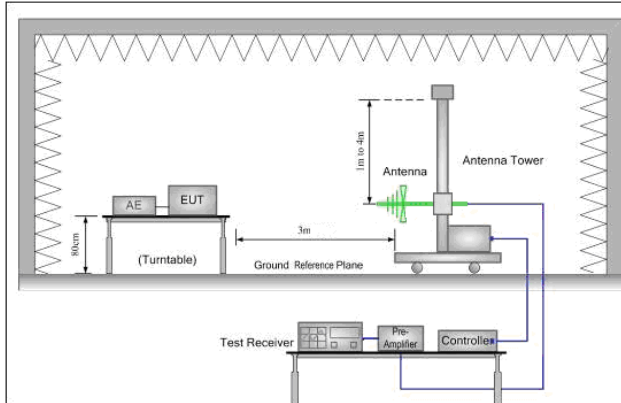 1m to 4m
Antenna
Antenna Tower
AE
EUT
80cm
(Turntable)
3m
Ground Reference Plane
Test Receiver
Pre-
Amplifier
Controller